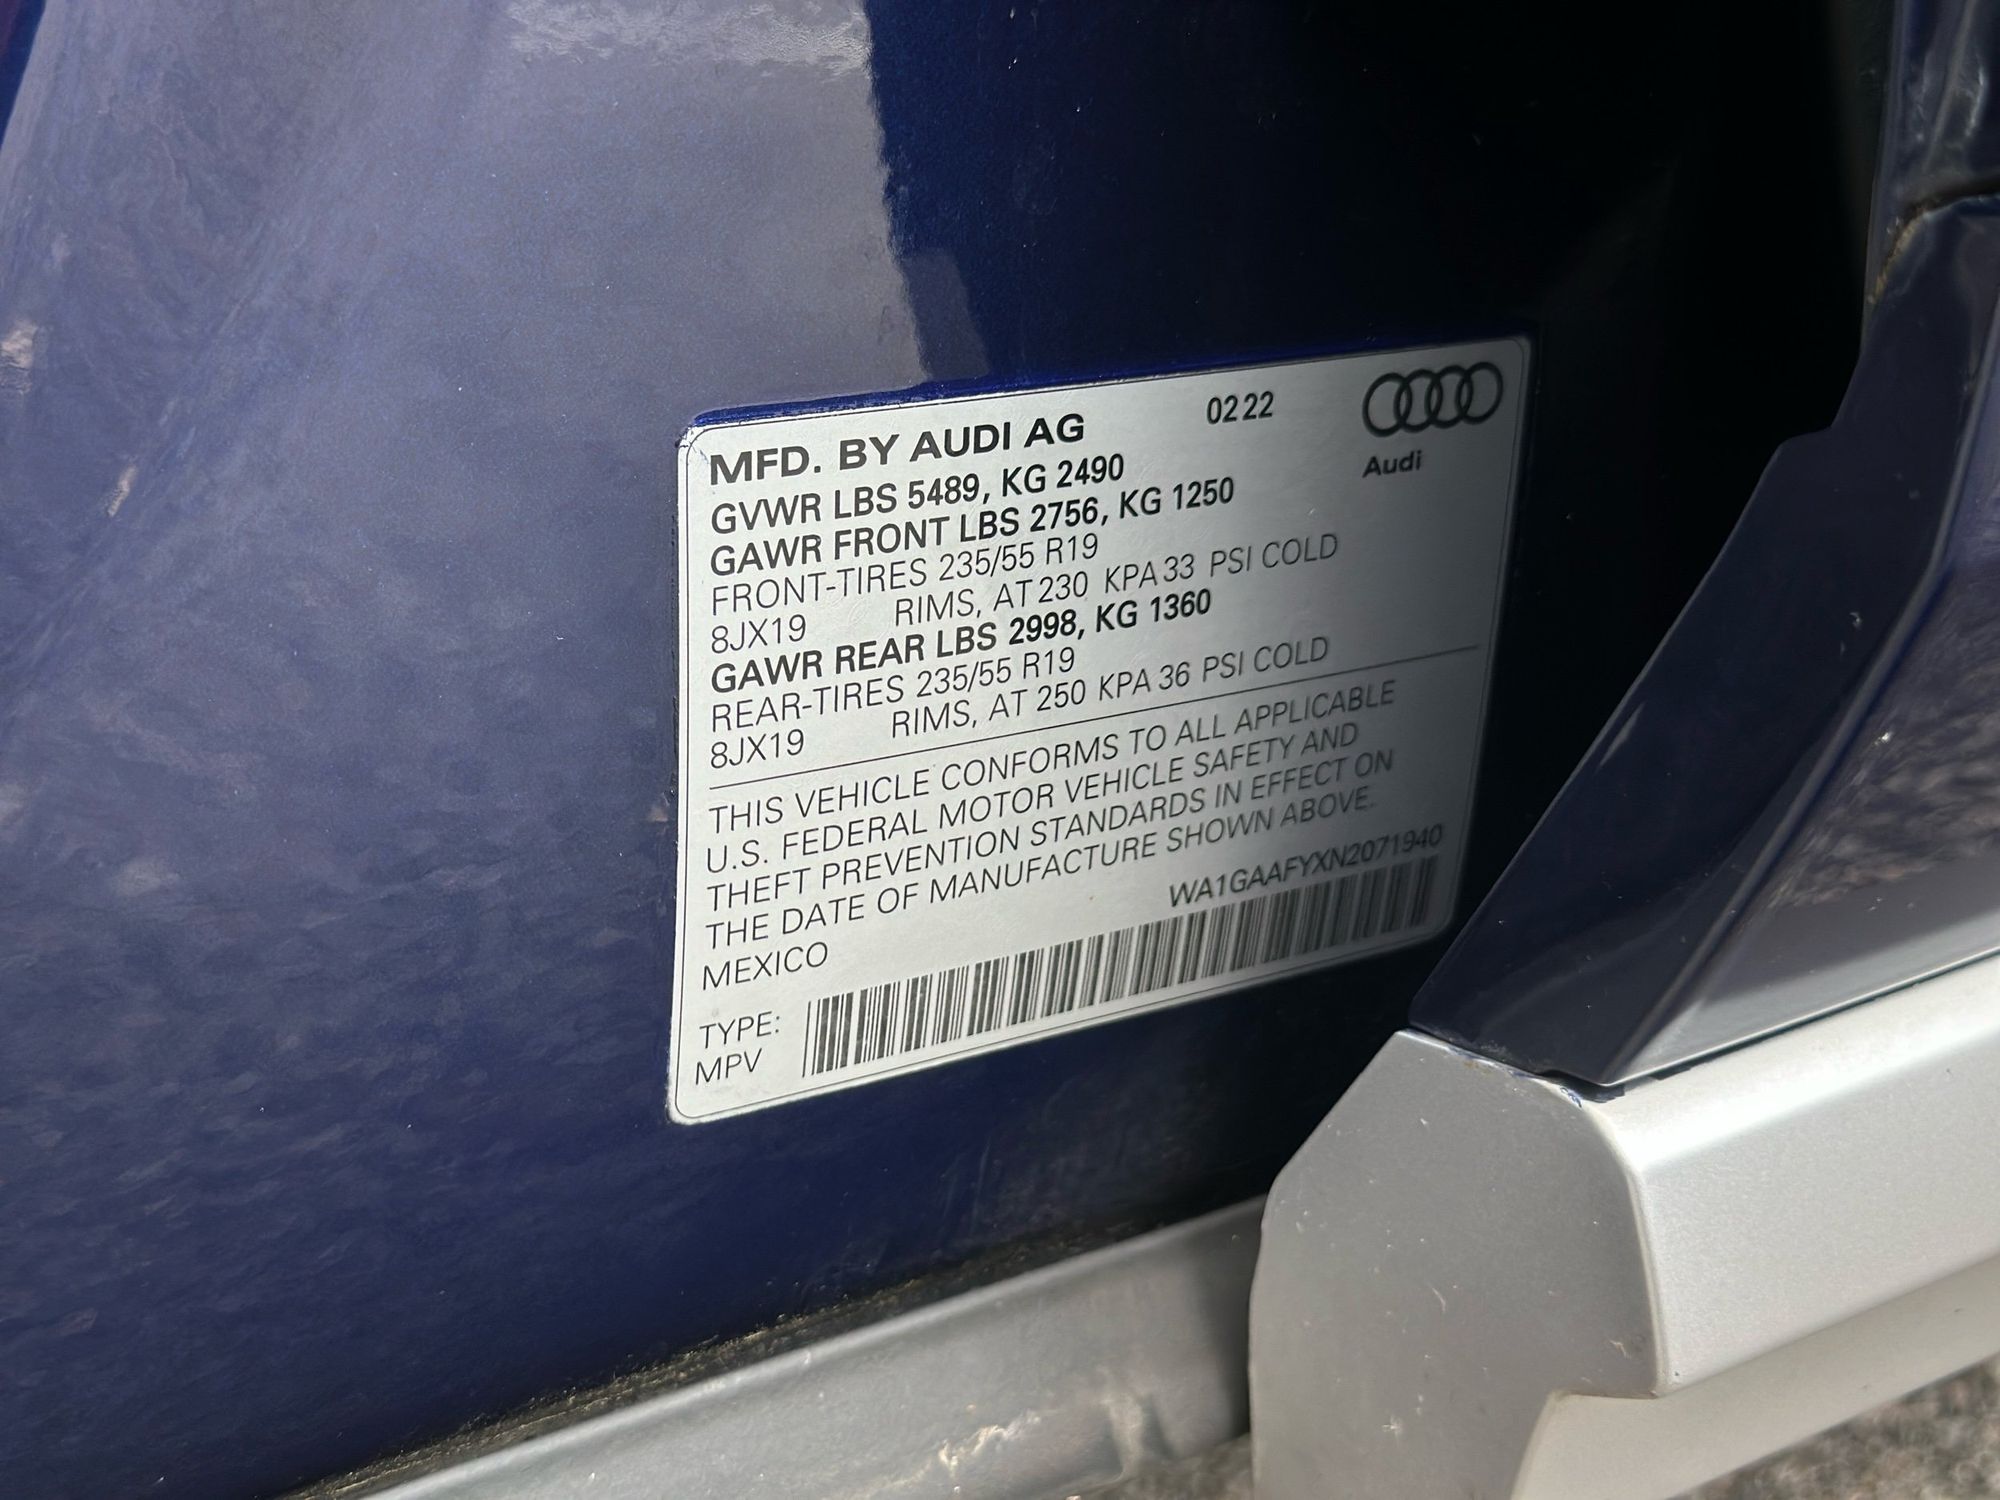 MFD. BY AUDI AG 0222
Audi
GVWR LBS 5489, KG 2490
GAWR FRONT LBS 2756, KG 1250
FRONT-TIRES 235/55 R19
8JX19 RIMS, AT 230 KPA 33 PSI COLD
GAWR REAR LBS 2998, KG 1360
REAR-TIRES 235/55 R19
8JX19 RIMS, AT 250 KPA 36 PSI COLD
THIS VEHICLE CONFORMS TO ALL APPLICABLE
U.S. FEDERAL MOTOR VEHICLE SAFETY AND
THEFT PREVENTION STANDARDS IN EFFECT ON
THE DATE OF MANUFACTURE SHOWN ABOVE.
MEXICO WA1GAAFYXN2071940
TYPE:
MPV